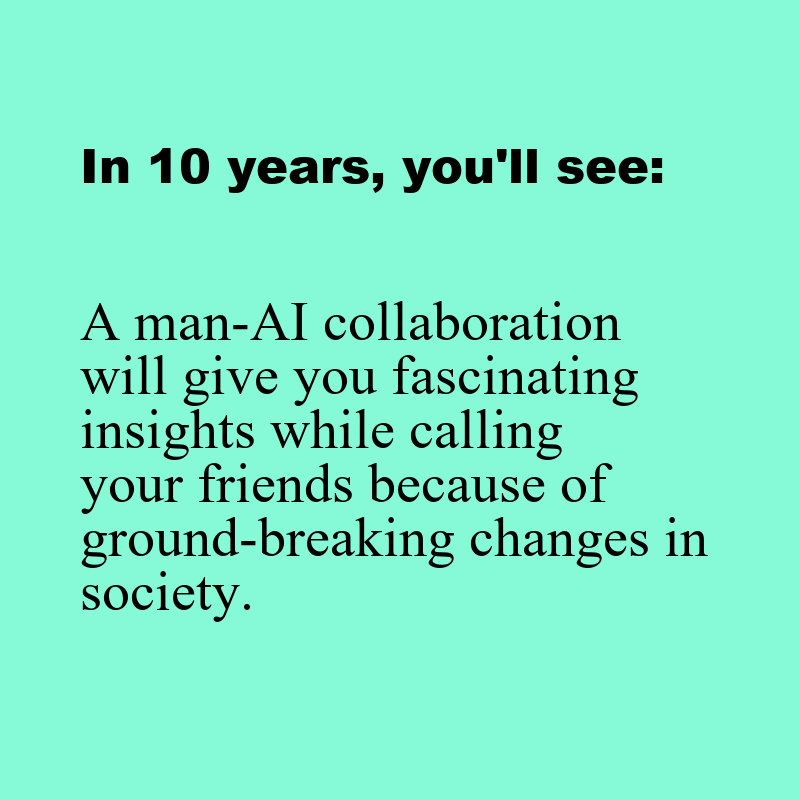 In 10 years, you'll see:
A man-AI collaboration
will give you fascinating
insights while calling
your friends because of
ground-breaking changes in
society.